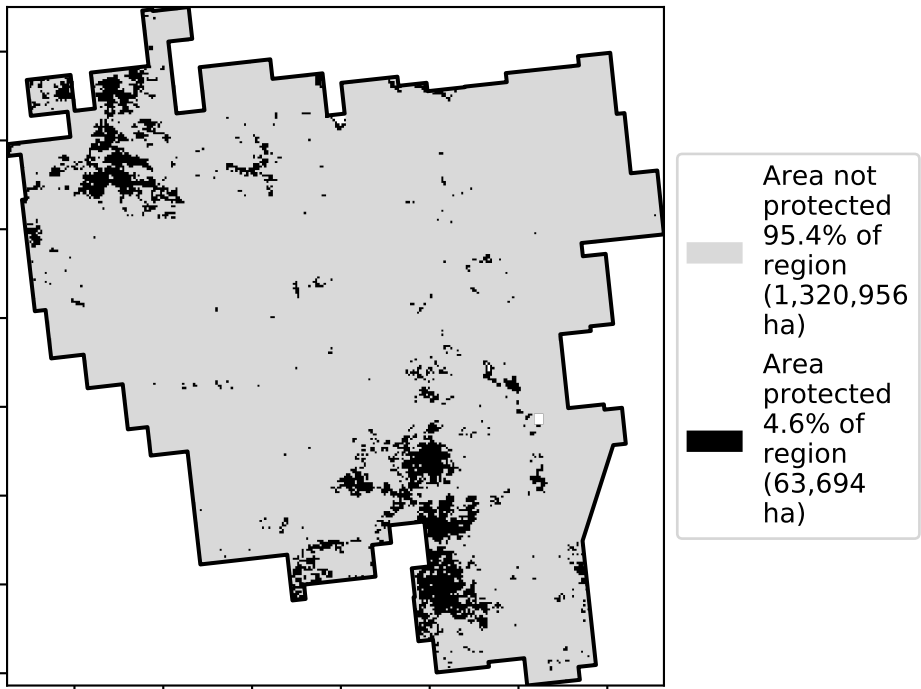 Area not
protected
95.4% of
region
(1,320,956
ha)
Area
protected
4.6% of
region
(63,694
ha)